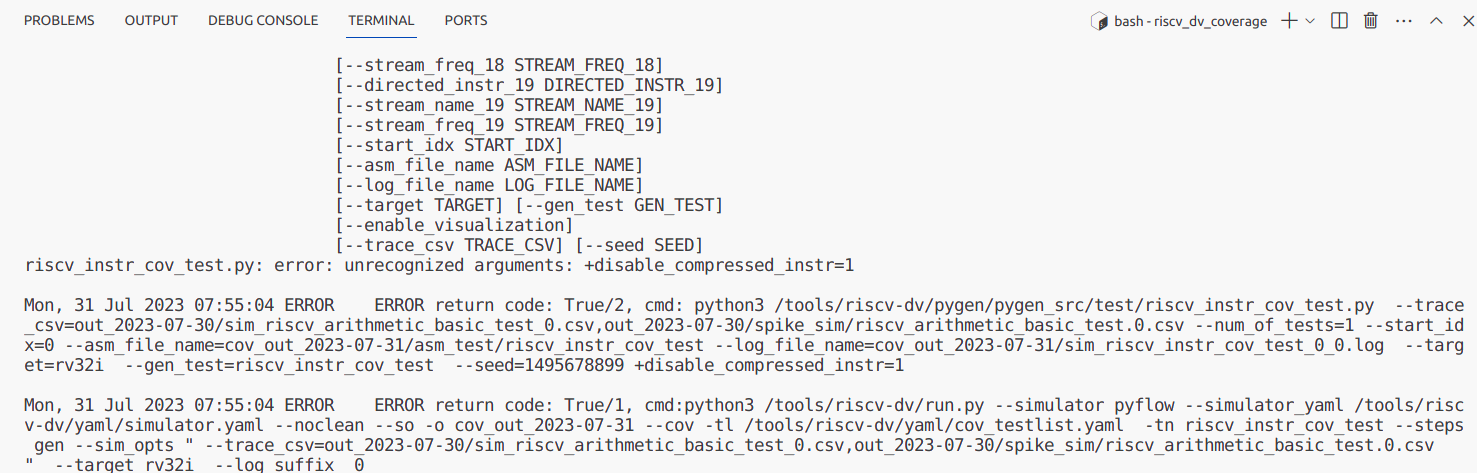 PROBLEMS OUTPUT DEBUG CONSOLE TERMINAL PORTS bash - riscv_dv_coverage
[--stream_freq_18 STREAM_FREQ_18]
[--directed_instr_19 DIRECTED_INSTR_19]
[--stream_name_19 STREAM_NAME_19]
[--stream_freq_19 STREAM_FREQ_19]
[--start_idx START_IDX]
[--asm_file_name ASM_FILE_NAME]
[--log_file_name LOG_FILE_NAME]
[--target TARGET] [--gen_test GEN_TEST]
[--enable_visualization]
[--trace_csv TRACE_CSV] [--seed SEED]
riscv_instr_cov_test.py: error: unrecognized arguments: +disable_compressed_instr=1
Mon, 31 Jul 2023 07:55:04 ERROR    ERROR return code: True/2, cmd: python3 /tools/riscv-dv/pygen/pygen_src/test/riscv_instr_cov_test.py  --trace
_csv=out_2023-07-30/sim_riscv_arithmetic_basic_test_0.csv,out_2023-07-30/spike_sim/riscv_arithmetic_basic_test.0.csv --num_of_tests=1 --start_id
x=0 --asm_file_name=cov_out_2023-07-31/asm_test/riscv_instr_cov_test --log_file_name=cov_out_2023-07-31/sim_riscv_instr_cov_test_0_0.log  --targ
et=rv32i  --gen_test=riscv_instr_cov_test  --seed=1495678899 +disable_compressed_instr=1
Mon, 31 Jul 2023 07:55:04 ERROR    ERROR return code: True/1, cmd:python3 /tools/riscv-dv/run.py --simulator pyflow --simulator_yaml /tools/risc
v-dv/yaml/simulator.yaml --noclean --so -o cov_out_2023-07-31 --cov -tl /tools/riscv-dv/yaml/cov_testlist.yaml  -tn riscv_instr_cov_test --steps
 gen --sim_opts " --trace_csv=out_2023-07-30/sim_riscv_arithmetic_basic_test_0.csv,out_2023-07-30/spike_sim/riscv_arithmetic_basic_test.0.csv
"  --target rv32i  --log_suffix _0